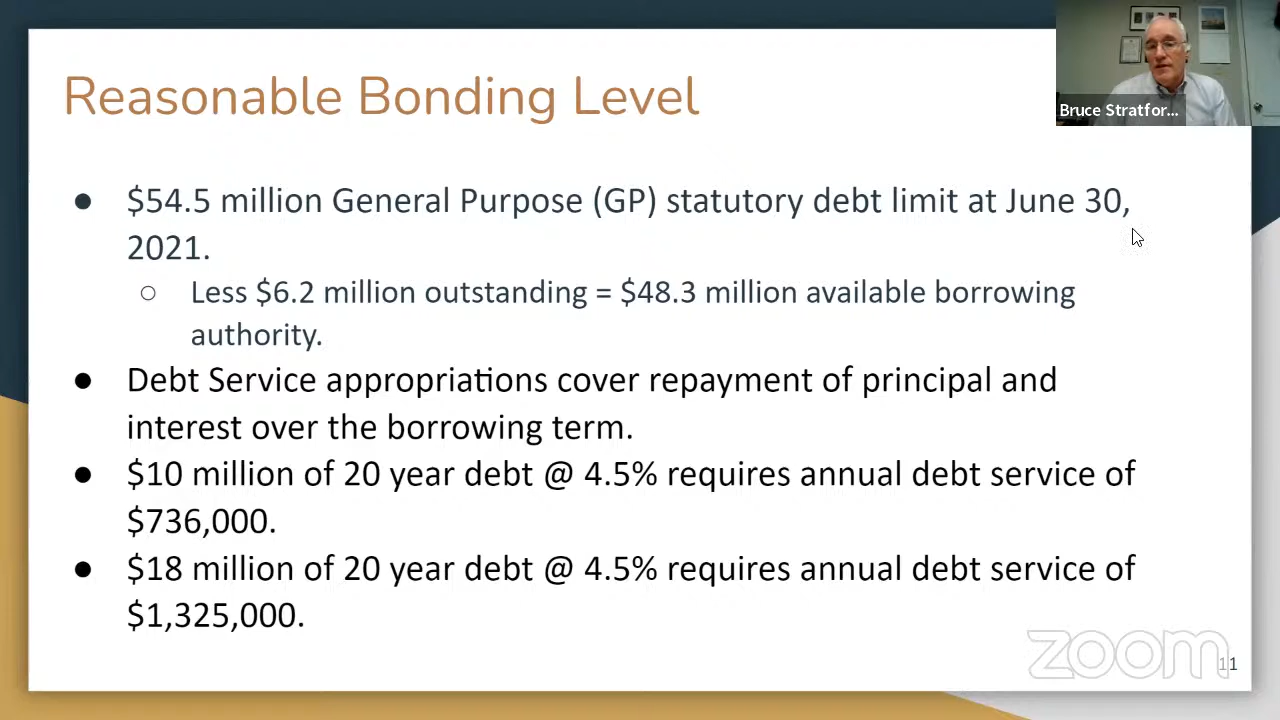 Reasonable Bonding Level
Bruce Stratfor...
● $54.5 million General Purpose (GP) statutory debt limit at June 30,
2021.
○ Less $6.2 million outstanding = $48.3 million available borrowing
authority.
● Debt Service appropriations cover repayment of principal and
interest over the borrowing term.
● $10 million of 20 year debt @ 4.5% requires annual debt service of
$736,000.
● $18 million of 20 year debt @ 4.5% requires annual debt service of
$1,325,000.
zoom
11